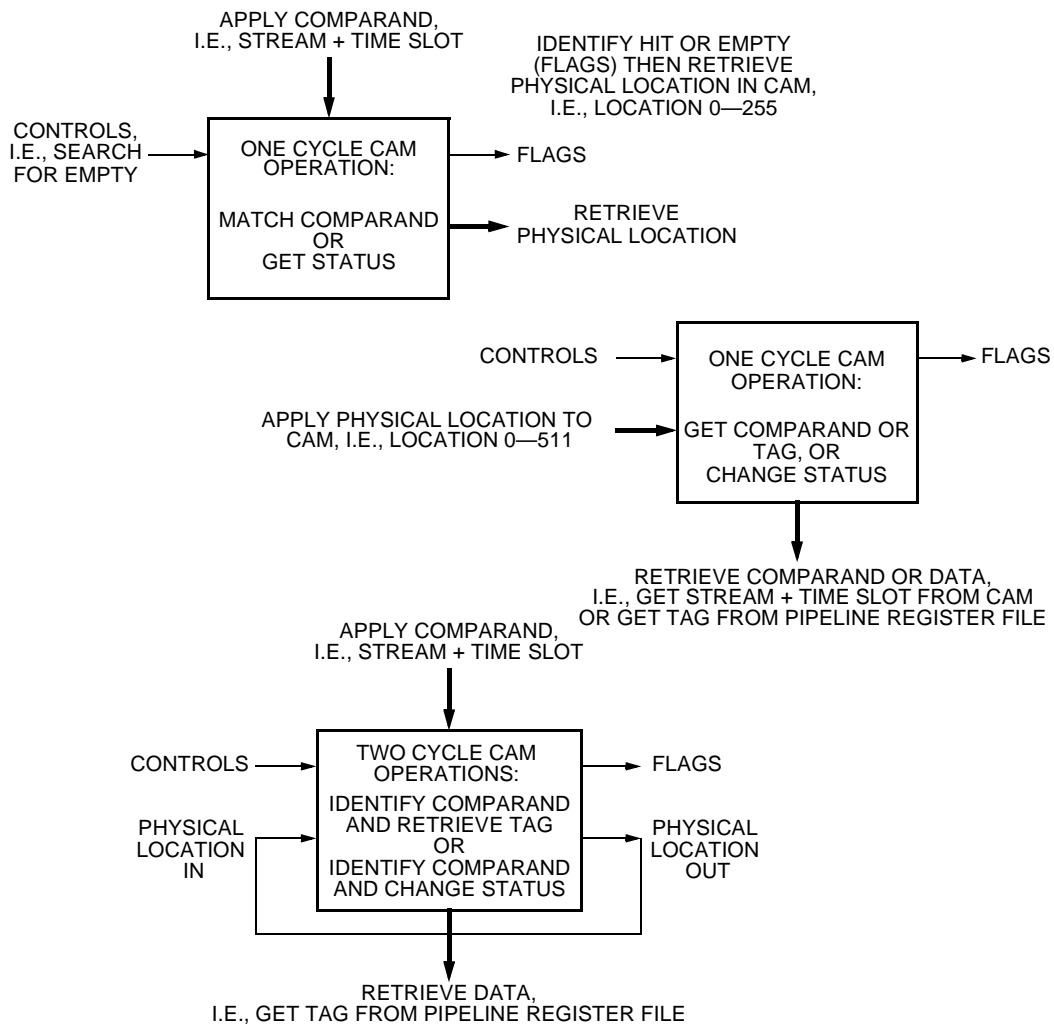 APPLY COMPARAND,
I.E., STREAM + TIME SLOT
IDENTIFY HIT OR EMPTY
(FLAGS) THEN RETRIEVE
PHYSICAL LOCATION IN CAM,
I.E., LOCATION 0—255
CONTROLS,
I.E., SEARCH
FOR EMPTY
ONE CYCLE CAM
OPERATION:
MATCH COMPARAND
OR
GET STATUS
FLAGS
RETRIEVE
PHYSICAL LOCATION
CONTROLS
APPLY PHYSICAL LOCATION TO
CAM, I.E., LOCATION 0—511
ONE CYCLE CAM
OPERATION:
GET COMPARAND OR
TAG, OR
CHANGE STATUS
FLAGS
RETRIEVE COMPARAND OR DATA,
I.E., GET STREAM + TIME SLOT FROM CAM
OR GET TAG FROM PIPELINE REGISTER FILE
APPLY COMPARAND,
I.E., STREAM + TIME SLOT
CONTROLS
PHYSICAL
LOCATION
IN
TWO CYCLE CAM
OPERATIONS:
IDENTIFY COMPARAND
AND RETRIEVE TAG
OR
IDENTIFY COMPARAND
AND CHANGE STATUS
FLAGS
PHYSICAL
LOCATION
OUT
RETRIEVE DATA,
I.E., GET TAG FROM PIPELINE REGISTER FILE